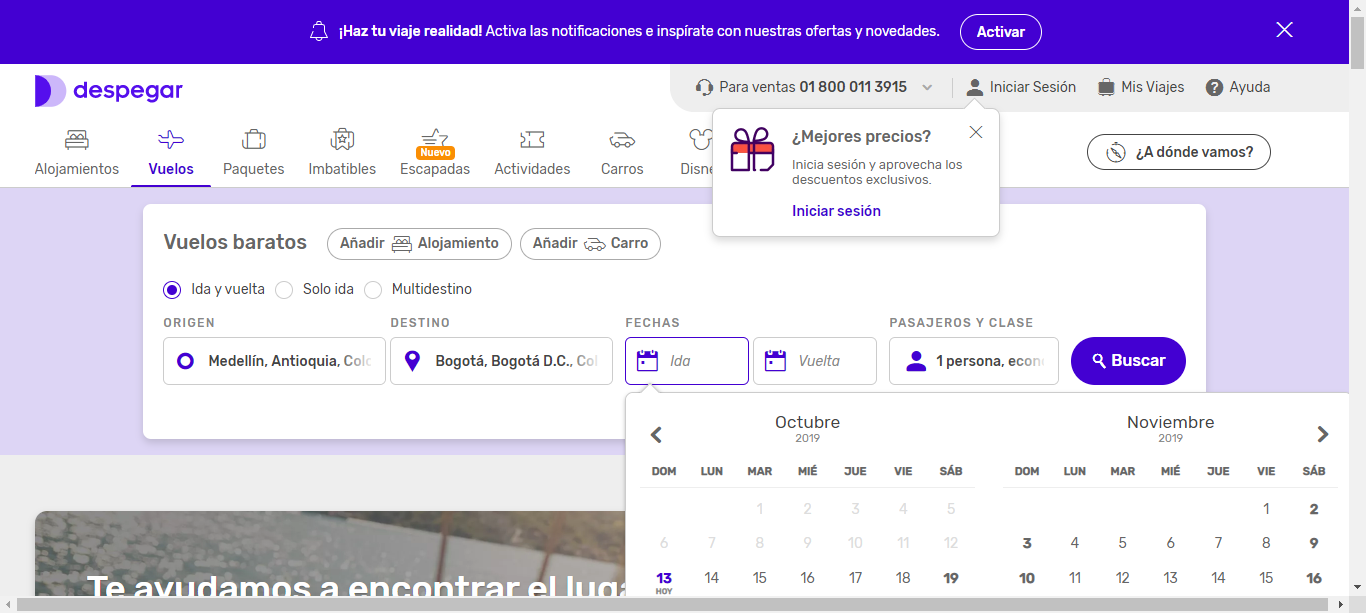 ¡Haz tu viaje realidad! Activa las notificaciones e inspírate con nuestras ofertas y novedades. Activar
despegar
Para ventas 01 800 011 3915
Iniciar Sesión
Mis Viajes
? Ayuda
Alojamientos
Vuelos
Paquetes
Imbatibles
Nuevo
Escapadas
Actividades
Carros
Disne
¿Mejores precios?
Inicia sesión y aprovecha los
descuentos exclusivos.
Iniciar sesión
¿A dónde vamos?
Vuelos baratos
Añadir Alojamiento
Añadir Carro
Ida y vuelta
Solo ida
Multidestino
ORIGEN
DESTINO
FECHAS
PASAJEROS Y CLASE
Medellín, Antioquia, Colo
Bogotá, Bogotá D.C., Col
Ida
Vuelta
1 persona, econ
Buscar
Octubre
2019
DOM LUN MAR MIÉ JUE VIE SÁB
1 2 3 4 5
6 7 8 9 10 11 12
13 14 15 16 17 18 19
HOY
Noviembre
2019
DOM LUN MAR MIÉ JUE VIE SÁB
1 2
3 4 5 6 7 8 9
10 11 12 13 14 15 16
Te ayudamos a encontrar el luga